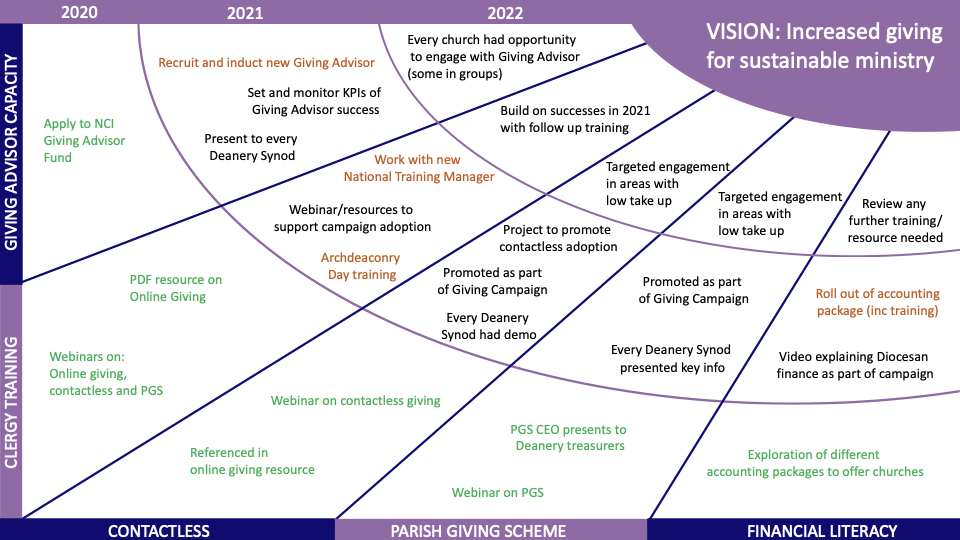 2020
2021
2022
VISION: Increased giving
for sustainable ministry
GIVING ADVISOR CAPACITY
Apply to NCI
Giving Advisor
Fund
Recruit and induct new Giving Advisor
Set and monitor KPIs of
Giving Advisor success
Present to every
Deanery Synod
Every church had opportunity
to engage with Giving Advisor
(some in groups)
CLERGY TRAINING
PDF resource on
Online Giving
Webinars on:
Online giving,
contactless and PGS
Work with new
National Training Manager
Webinar/resources to
support campaign adoption
Archdeaconry
Day training
Build on successes in 2021
with follow up training
CONTACTLESS
Webinar on contactless giving
Referenced in
online giving resource
Project to promote
contactless adoption
Promoted as part
of Giving Campaign
Every Deanery
Synod had demo
Targeted engagement
in areas with
low take up
PARISH GIVING SCHEME
PGS CEO presents to
Deanery treasurers
Webinar on PGS
Promoted as part
of Giving Campaign
Every Deanery Synod
presented key info
Targeted engagement
in areas with
low take up
FINANCIAL LITERACY
Exploration of different
accounting packages to offer churches
Roll out of accounting
package (inc training)
Video explaining Diocesan
finance as part of campaign
Review any
further training/
resource needed